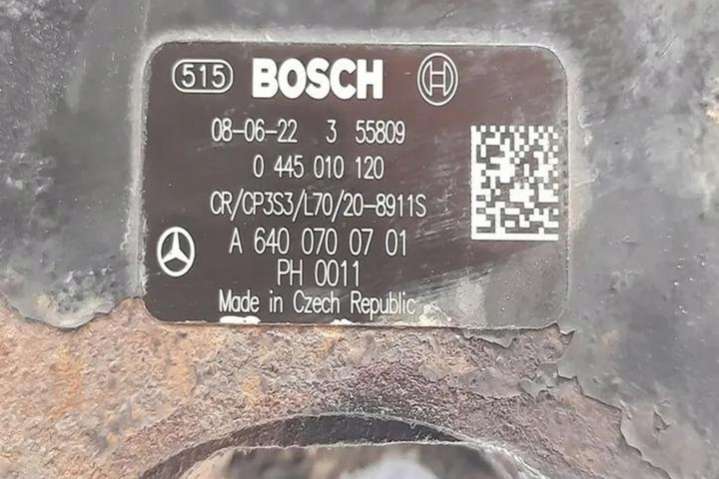 515 BOSCH
08-06-22 3 55809
0 445 010 120
CR/CP3S3/L70/20-8911S
A 640 070 07 01
PH 0011
Made in Czech Republic